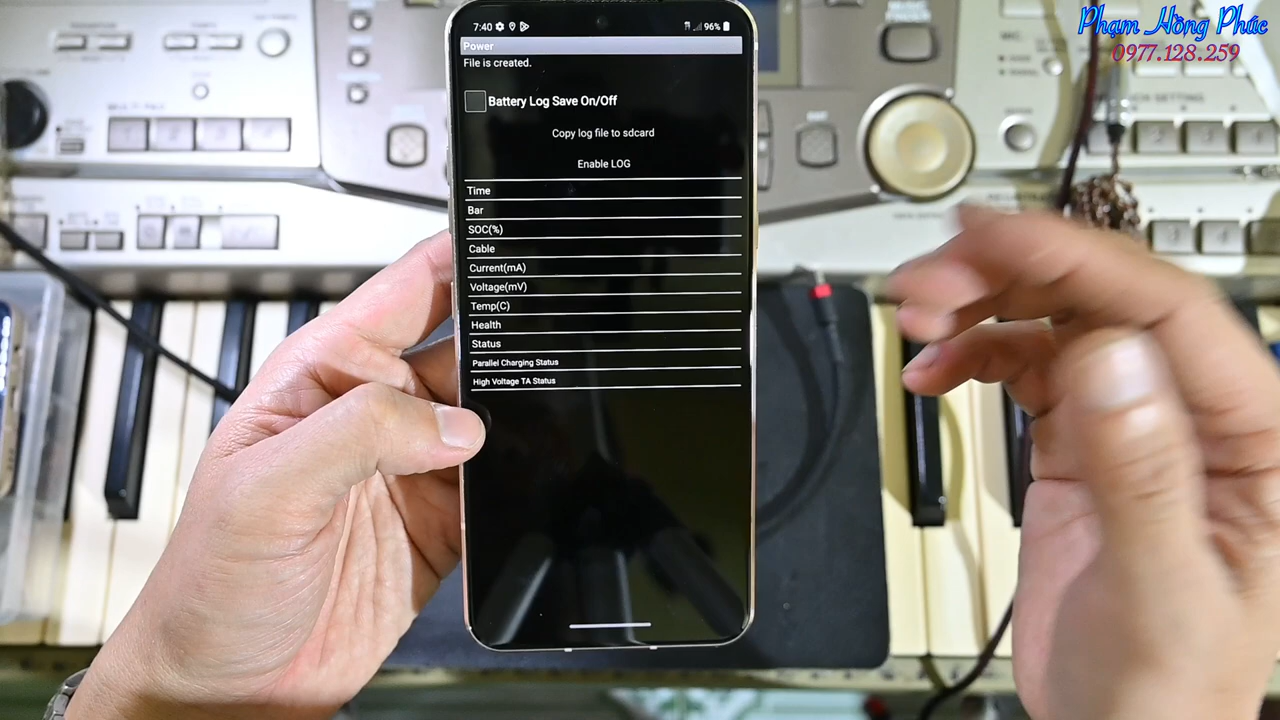 Phạm Hồng Phúc
0977.128.259
7:40
96%
Power
File is created.
Battery Log Save On/Off
Copy log file to sdcard
Enable LOG
Time
Bar
SOC(%)
Cable
Current(mA)
Voltage(mV)
Temp(C)
Health
Status
Parallel Charging Status
High Voltage TA Status